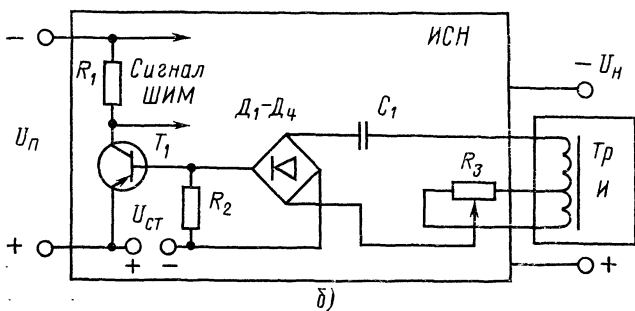 − ИСН
R₁ Сигнал ШИМ
− Uн
Д₁−Д₄ C₁
Uп
T₁
R₃
Тр И
R₂
Uст
+ + −
+
б)